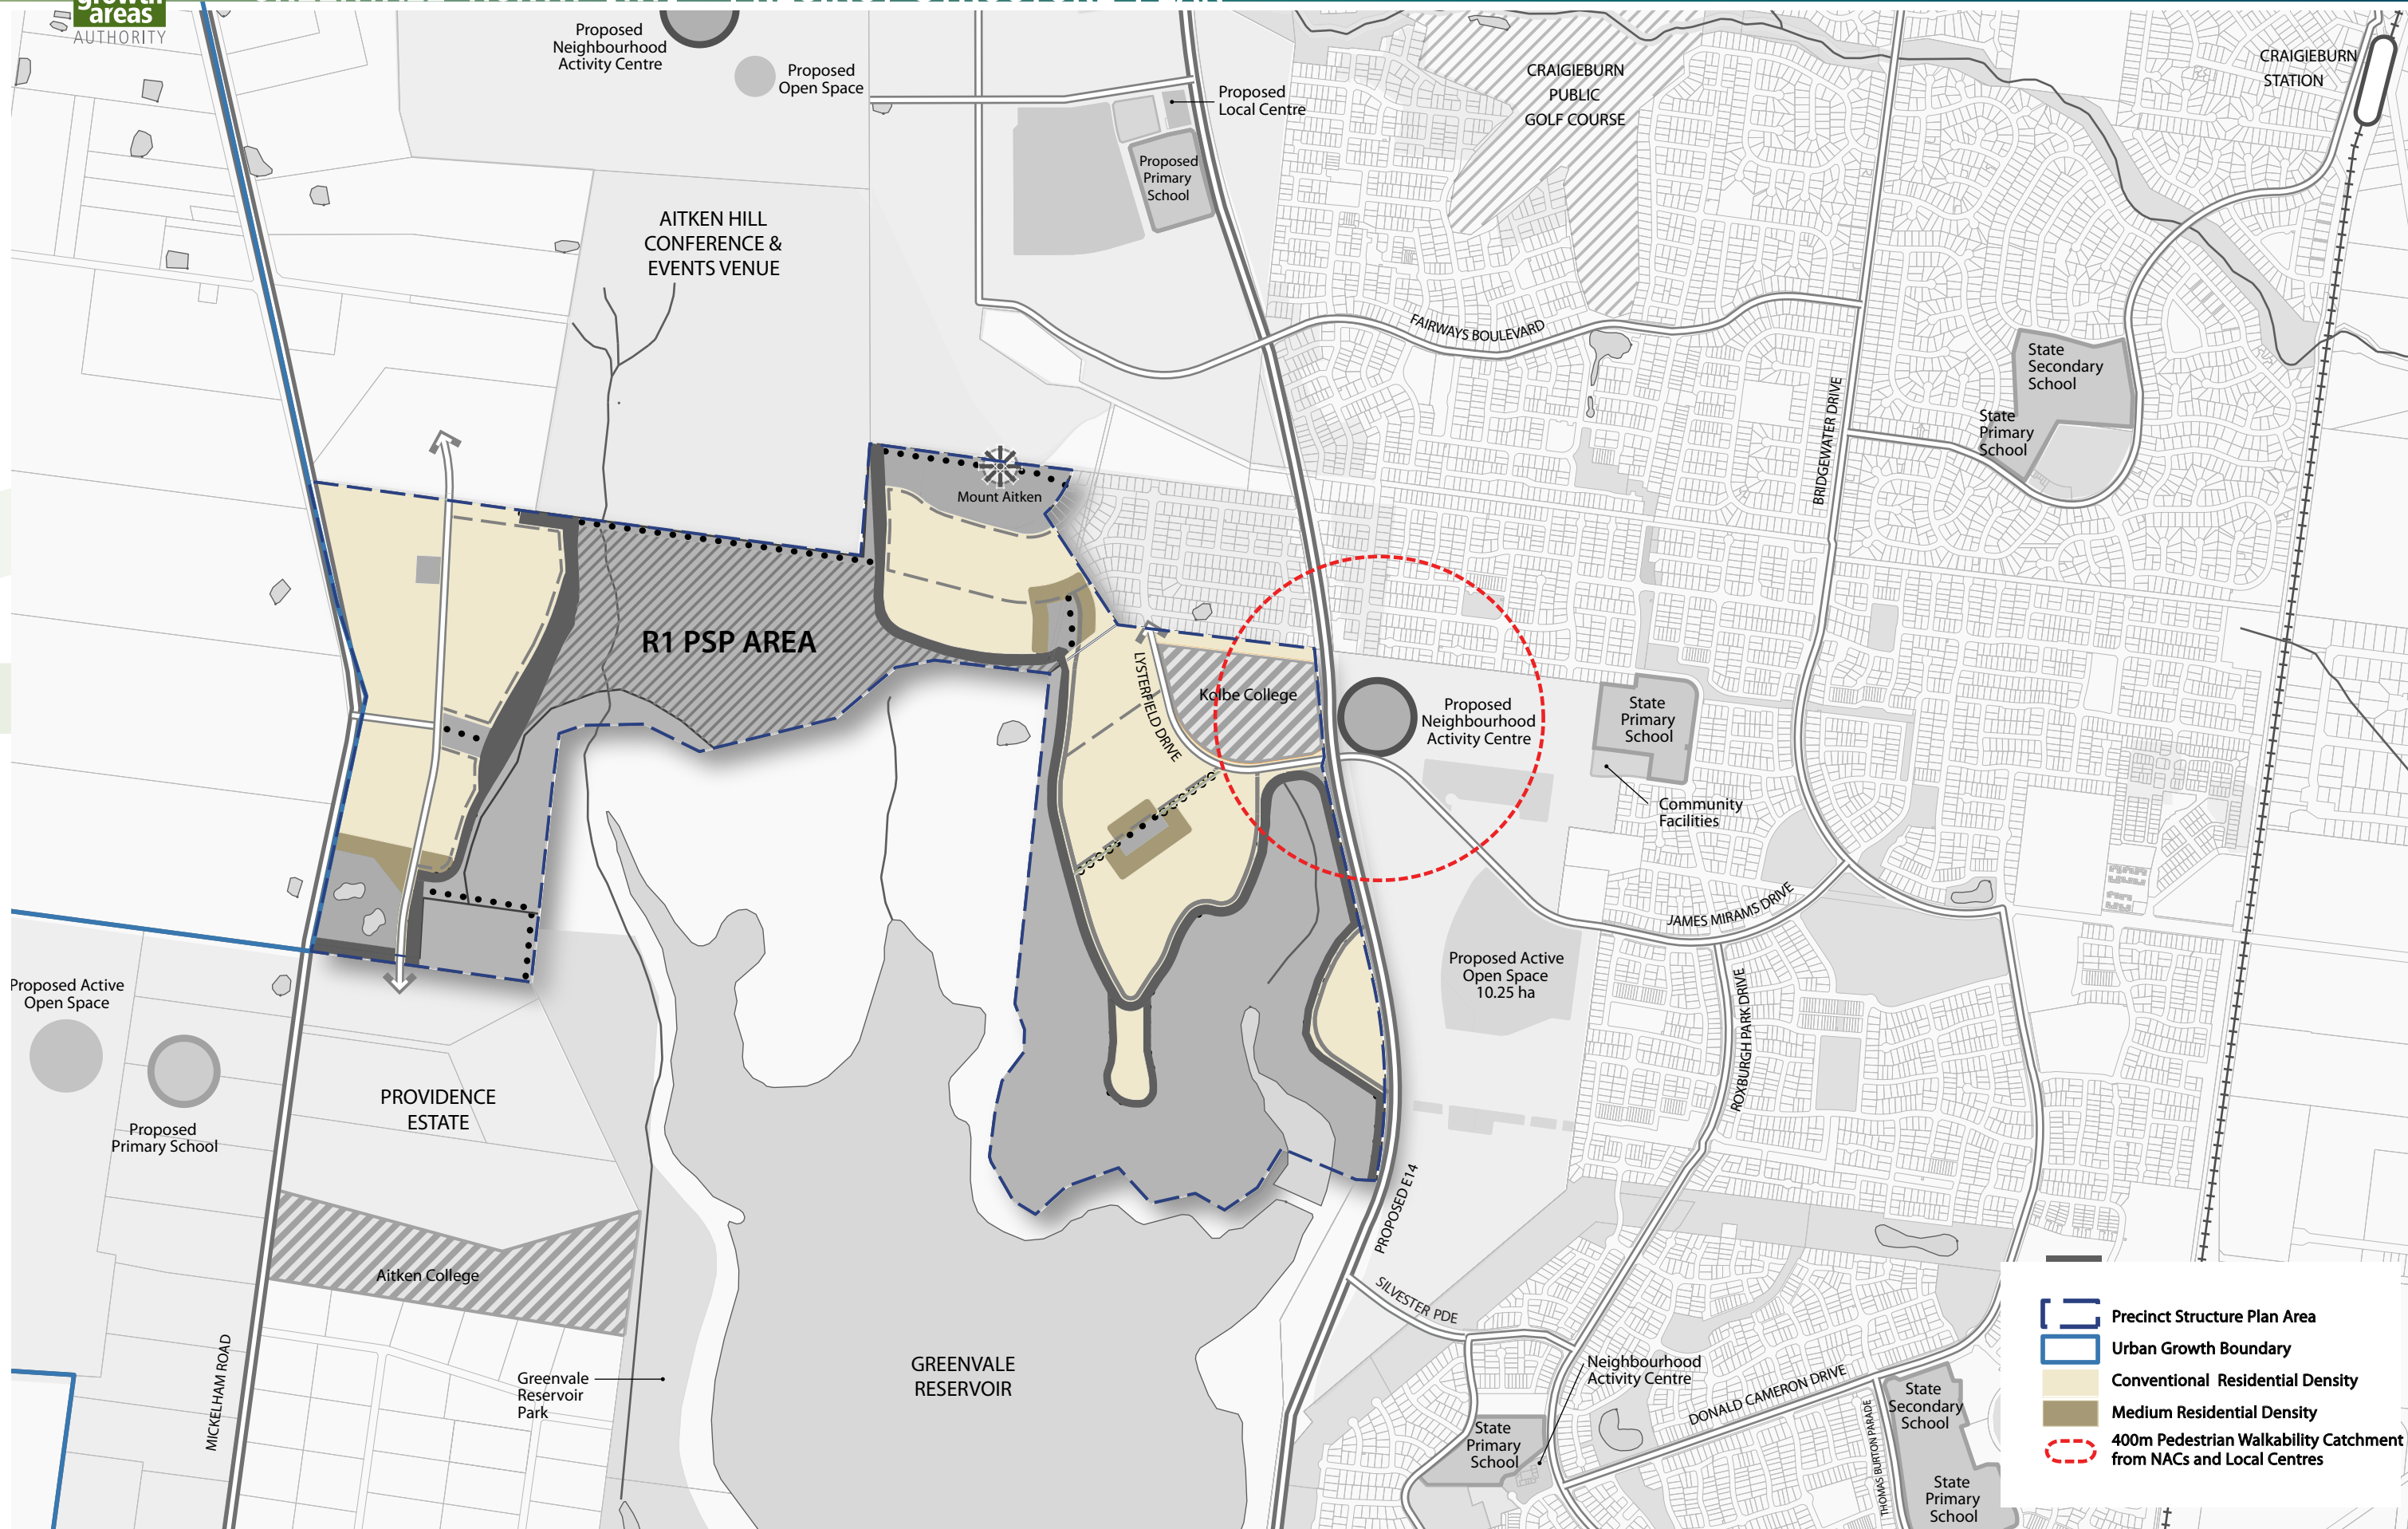 growth
areas
AUTHORITY
Proposed
Neighbourhood
Activity Centre
Proposed
Open Space
Proposed
Local Centre
Proposed
Primary
School
CRAIGIEBURN
PUBLIC
GOLF COURSE
CRAIGIEBURN
STATION
AITKEN HILL
CONFERENCE &
EVENTS VENUE
FAIRWAYS BOULEVARD
BRIDGEWATER DRIVE
State
Secondary
School
State
Primary
School
Mount Aitken
R1 PSP AREA
LYSTERFIELD DRIVE
Kolbe College
Proposed
Neighbourhood
Activity Centre
State
Primary
School
Community
Facilities
JAMES MIRAMS DRIVE
Proposed Active
Open Space
10.25 ha
ROXBURGH PARK DRIVE
Proposed Active
Open Space
Proposed
Primary School
PROVIDENCE
ESTATE
PROPOSED E14
Aitken College
SILVESTER PDE
MICKELHAM ROAD
Greenvale
Reservoir
Park
GREENVALE
RESERVOIR
Neighbourhood
Activity Centre
State
Primary
School
DONALD CAMERON DRIVE
THOMAS BURTON PARADE
State
Secondary
School
State
Primary
School
Precinct Structure Plan Area
Urban Growth Boundary
Conventional Residential Density
Medium Residential Density
400m Pedestrian Walkability Catchment
from NACs and Local Centres